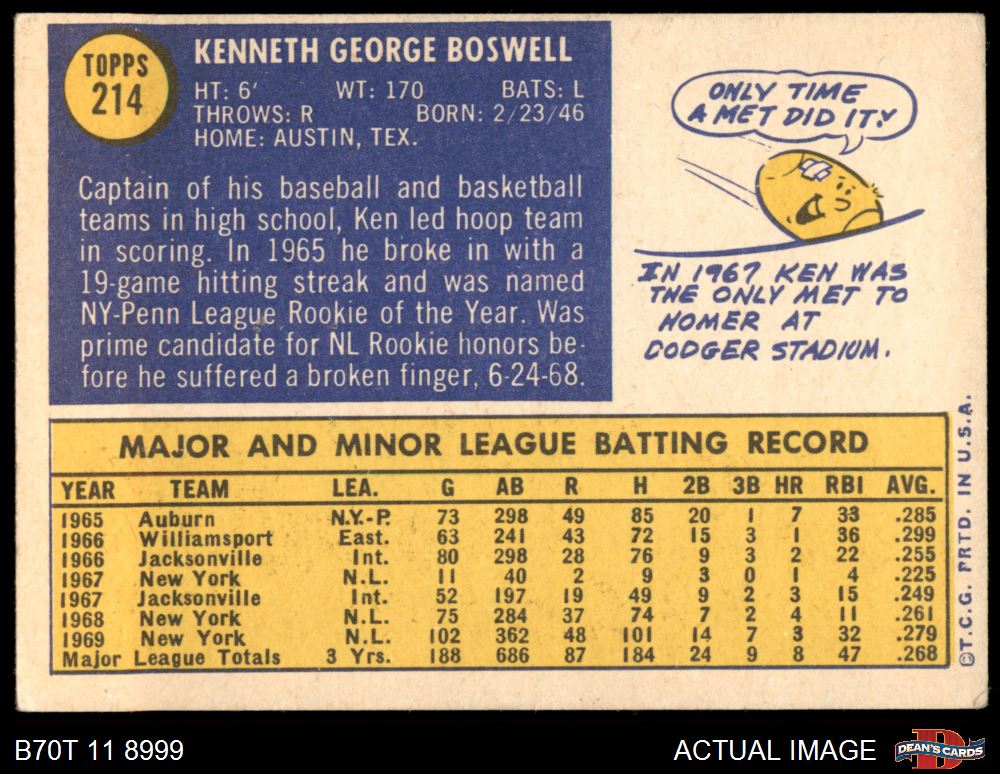 TOPPS
214
KENNETH GEORGE BOSWELL
HT: 6' WT: 170 BATS: L
THROWS: R BORN: 2/23/46
HOME: AUSTIN, TEX.
Captain of his baseball and basketball
teams in high school, Ken led hoop team
in scoring. In 1965 he broke in with a
19-game hitting streak and was named
NY-Penn League Rookie of the Year. Was
prime candidate for NL Rookie honors be-
fore he suffered a broken finger, 6-24-68.
ONLY TIME
A MET DID IT!
IN 1967 KEN WAS
THE ONLY MET TO
HOMER AT
DODGER STADIUM.
MAJOR AND MINOR LEAGUE BATTING RECORD
YEAR TEAM LEA. G AB R H 2B 3B HR RBI AVG.
1965 Auburn N.Y.-P. 73 298 49 85 20 1 7 33 .285
1966 Williamsport East. 63 241 43 72 15 3 1 36 .299
1966 Jacksonville Int. 80 298 28 76 9 3 2 22 .255
1967 New York N.L. 11 40 2 9 3 0 1 4 .225
1967 Jacksonville Int. 52 197 19 49 9 2 3 15 .249
1968 New York N.L. 75 284 37 74 7 2 4 11 .261
1969 New York N.L. 102 362 48 101 14 7 3 32 .279
Major League Totals 3 Yrs. 188 686 87 184 24 9 8 47 .268
©T.C.G. PRTD. IN U.S.A.
B70T 11 8999
ACTUAL IMAGE
D
DEAN'S CARDS